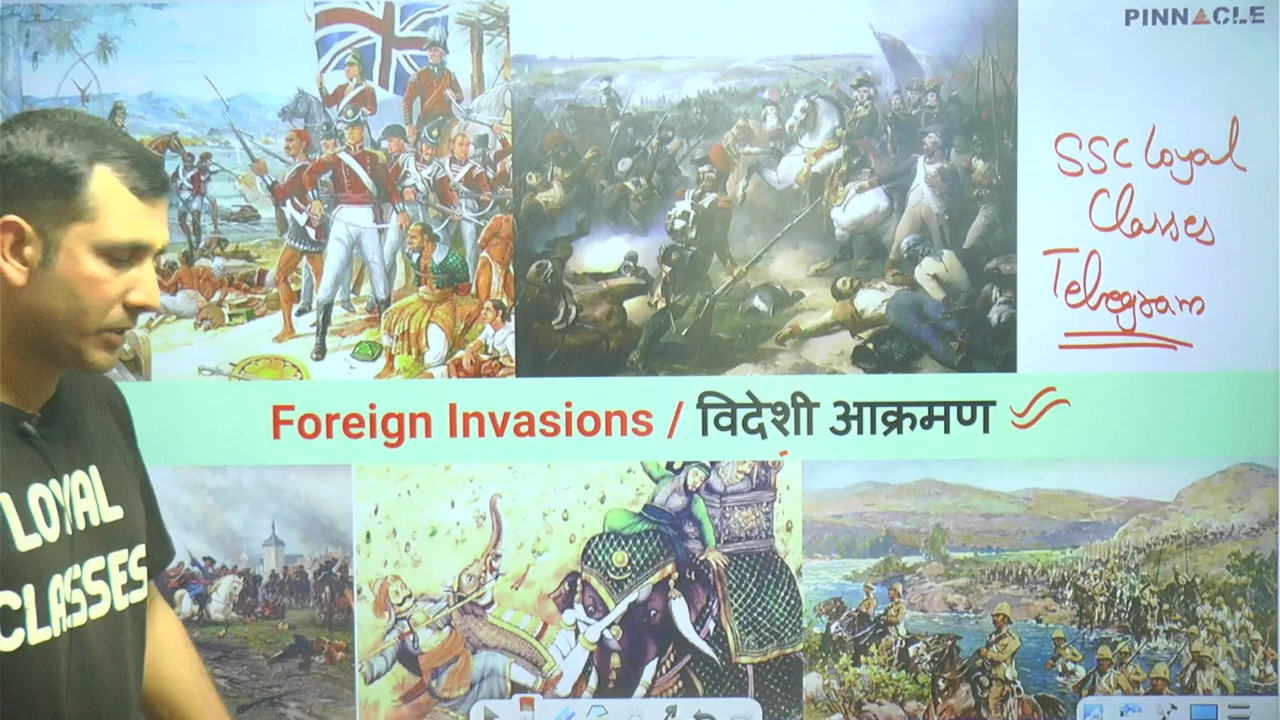 PINNACLE
SSC Loyal
Classes
Telegram
Foreign Invasions / विदेशी आक्रमण
LOYAL
CLASSES